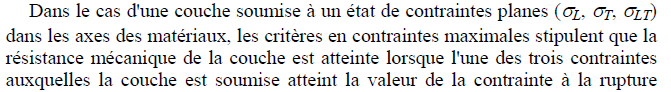 Dans le cas d'une couche soumise à un état de contraintes planes (σL, σT, σLT)
dans les axes des matériaux, les critères en contraintes maximales stipulent que la
résistance mécanique de la couche est atteinte lorsque l'une des trois contraintes
auxquelles la couche est soumise atteint la valeur de la contrainte à la rupture